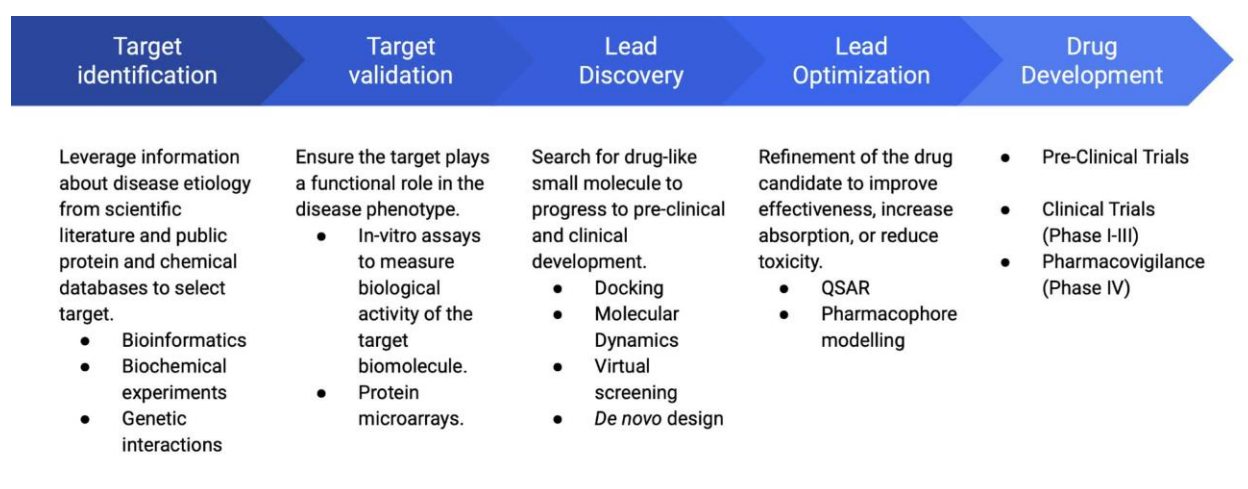 Target
identification
Target
validation
Lead
Discovery
Lead
Optimization
Drug
Development
Leverage information
about disease etiology
from scientific
literature and public
protein and chemical
databases to select
target.
● Bioinformatics
● Biochemical
experiments
● Genetic
interactions
Ensure the target plays
a functional role in the
disease phenotype.
● In-vitro assays
to measure
biological
activity of the
target
biomolecule.
● Protein
microarrays.
Search for drug-like
small molecule to
progress to pre-clinical
and clinical
development.
● Docking
● Molecular
Dynamics
● Virtual
screening
● De novo design
Refinement of the drug
candidate to improve
effectiveness, increase
absorption, or reduce
toxicity.
● QSAR
● Pharmacophore
modelling
● Pre-Clinical Trials
● Clinical Trials
(Phase I-III)
● Pharmacovigilance
(Phase IV)